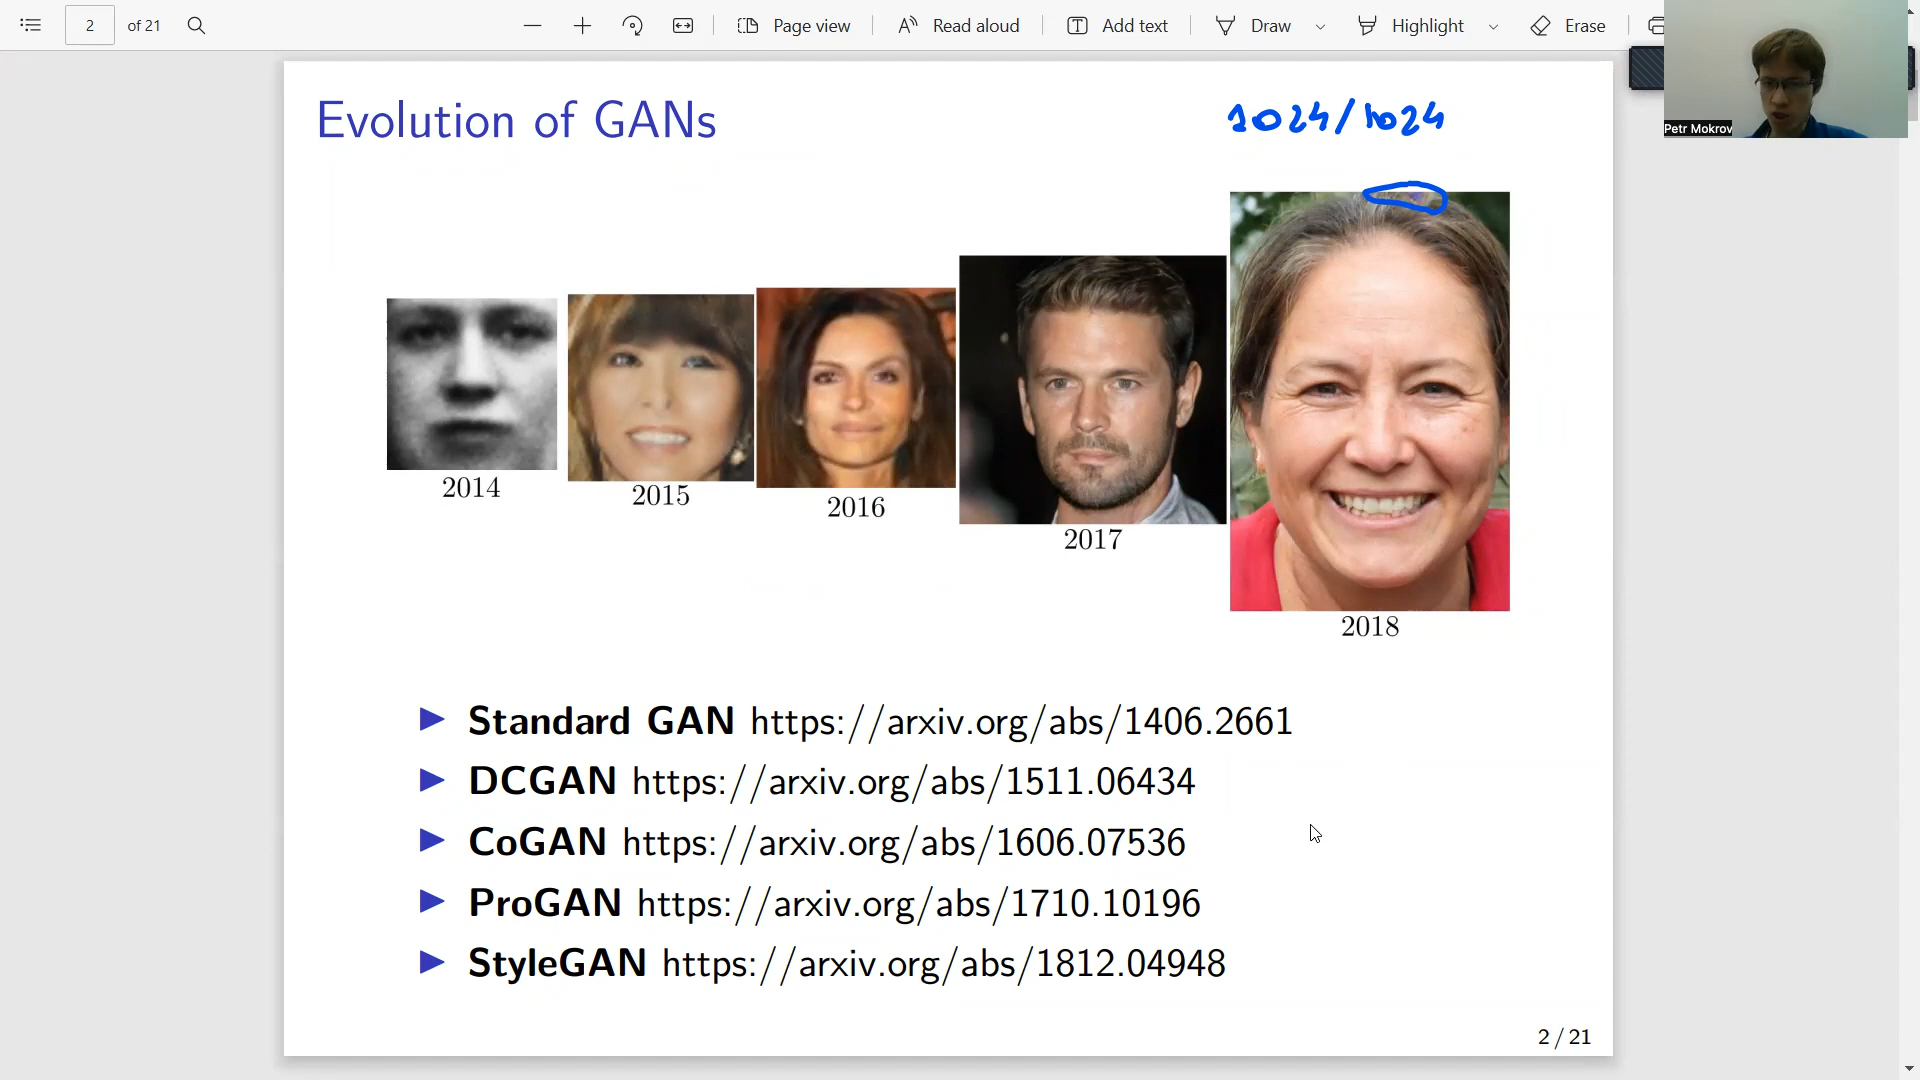 2 of 21 Page view Read aloud Add text Draw Highlight Erase
Petr Mokrov
Evolution of GANs
1024/1024
2014
2015
2016
2017
2018
Standard GAN https://arxiv.org/abs/1406.2661
DCGAN https://arxiv.org/abs/1511.06434
CoGAN https://arxiv.org/abs/1606.07536
ProGAN https://arxiv.org/abs/1710.10196
StyleGAN https://arxiv.org/abs/1812.04948
2 / 21